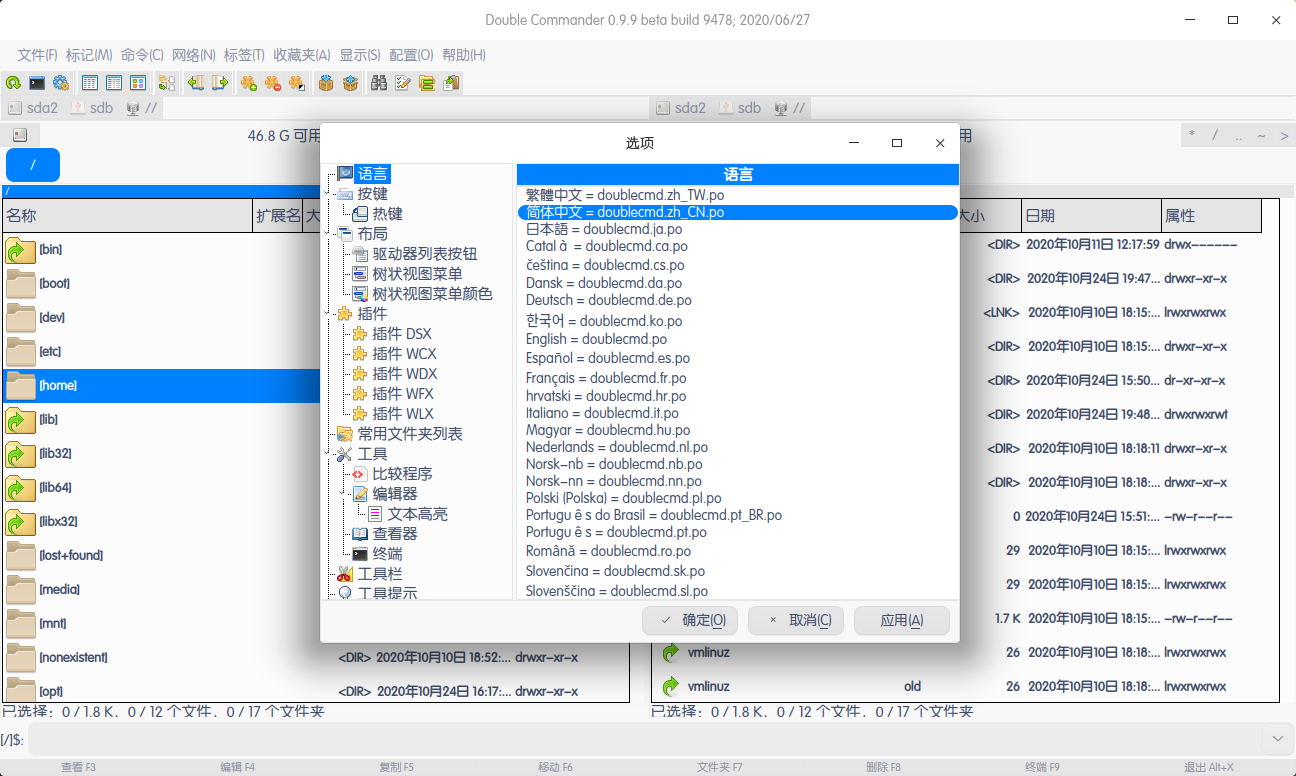 Double Commander 0.9.9 beta build 9478; 2020/06/27
文件(F) 标记(M) 命令(C) 网络(N) 标签(T) 收藏夹(A) 显示(S) 配置(O) 帮助(H)
sda2 sdb // sda2 sdb //
46.8 G 可用 用 * / .. ~ >
/
/
名称 扩展名 大 大小 日期 属性
[bin]
[boot]
[dev]
[etc]
[home]
[lib]
[lib32]
[lib64]
[libx32]
[lost+found]
[media]
[mnt]
[nonexistent] <DIR> 2020年10月10日 18:52:... drwxr-xr-x
[opt] <DIR> 2020年10月24日 16:17:... drwxr-xr-x
选项
语言
按键
热键
布局
驱动器列表按钮
树状视图菜单
树状视图菜单颜色
插件
插件 DSX
插件 WCX
插件 WDX
插件 WFX
插件 WLX
常用文件夹列表
工具
比较程序
编辑器
文本高亮
查看器
终端
工具栏
工具提示
语言
繁體中文 = doublecmd.zh_TW.po
简体中文 = doublecmd.zh_CN.po
日本語 = doublecmd.ja.po
Català = doublecmd.ca.po
čeština = doublecmd.cs.po
Dansk = doublecmd.da.po
Deutsch = doublecmd.de.po
한국어 = doublecmd.ko.po
English = doublecmd.po
Español = doublecmd.es.po
Français = doublecmd.fr.po
hrvatski = doublecmd.hr.po
Italiano = doublecmd.it.po
Magyar = doublecmd.hu.po
Nederlands = doublecmd.nl.po
Norsk-nb = doublecmd.nb.po
Norsk-nn = doublecmd.nn.po
Polski (Polska) = doublecmd.pl.po
Português do Brasil = doublecmd.pt_BR.po
Português = doublecmd.pt.po
Română = doublecmd.ro.po
Slovenčina = doublecmd.sk.po
Slovenščina = doublecmd.sl.po
确定(O) 取消(C) 应用(A)
<DIR> 2020年10月11日 12:17:59 drwx------
<DIR> 2020年10月24日 19:47... drwxr-xr-x
<LNK> 2020年10月10日 18:15:... lrwxrwxrwx
<DIR> 2020年10月10日 18:15:... drwxr-xr-x
<DIR> 2020年10月24日 15:50... dr-xr-xr-x
<DIR> 2020年10月24日 19:48... drwxrwxrwt
<DIR> 2020年10月10日 18:18:11 drwxr-xr-x
<DIR> 2020年10月10日 18:18:... drwxr-xr-x
0 2020年10月24日 15:51:... -rw-r--r--
29 2020年10月10日 18:15:... lrwxrwxrwx
29 2020年10月10日 18:15:... lrwxrwxrwx
1.7 K 2020年10月10日 18:15:... -rw-r--r--
vmlinuz 26 2020年10月10日 18:18:... lrwxrwxrwx
vmlinuz old 26 2020年10月10日 18:18:... lrwxrwxrwx
已选择：0 / 1.8 K，0 / 12 个文件，0 / 17 个文件夹 已选择：0 / 1.8 K，0 / 12 个文件，0 / 17 个文件夹
[/]$:
查看 F3 编辑 F4 复制 F5 移动 F6 文件夹 F7 删除 F8 终端 F9 退出 Alt+X